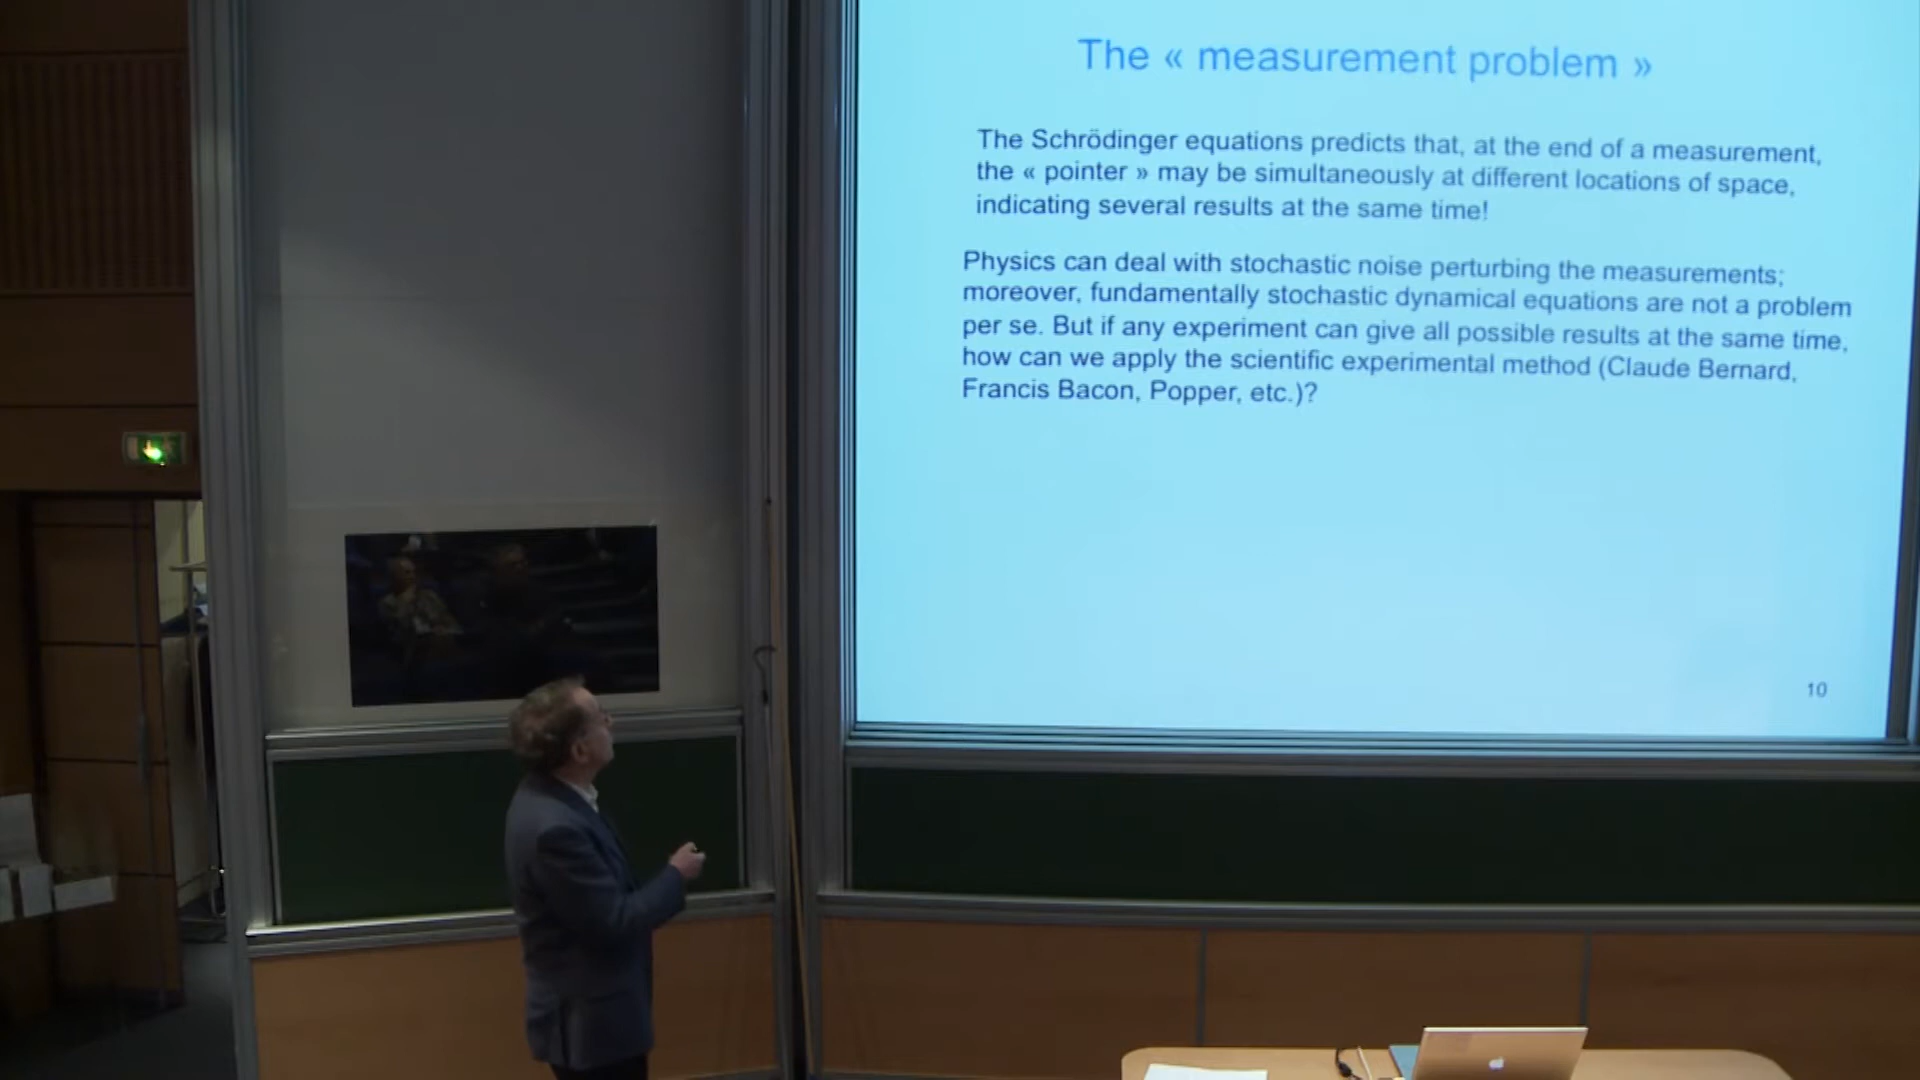 The « measurement problem »
The Schrödinger equations predicts that, at the end of a measurement,
the « pointer » may be simultaneously at different locations of space,
indicating several results at the same time!
Physics can deal with stochastic noise perturbing the measurements;
moreover, fundamentally stochastic dynamical equations are not a problem
per se. But if any experiment can give all possible results at the same time,
how can we apply the scientific experimental method (Claude Bernard,
Francis Bacon, Popper, etc.)?
10